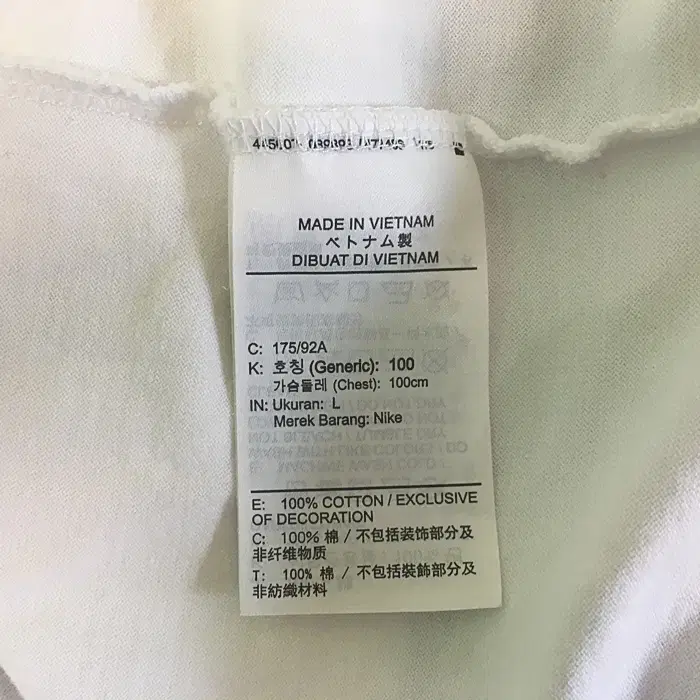 MADE IN VIETNAM
ベトナム製
DIBUAT DI VIETNAM
C: 175/92A
K: 호칭 (Generic): 100
가슴둘레 (Chest): 100cm
IN: Ukuran: L
Merek Barang: Nike
E: 100% COTTON / EXCLUSIVE
OF DECORATION
C: 100% 棉 / 不包括装饰部分及
非纤维物质
T: 100% 棉 / 不包括裝飾部分及
非紡織材料